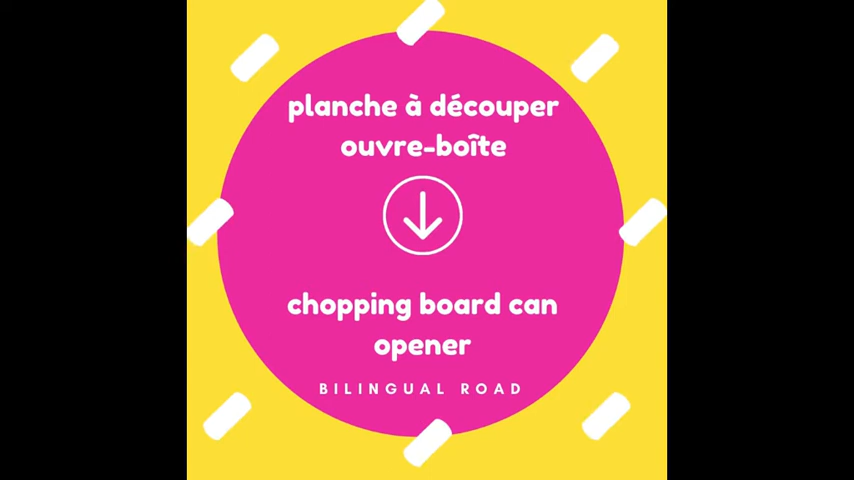 planche à découper
ouvre-boîte
chopping board can
opener
BILINGUAL ROAD